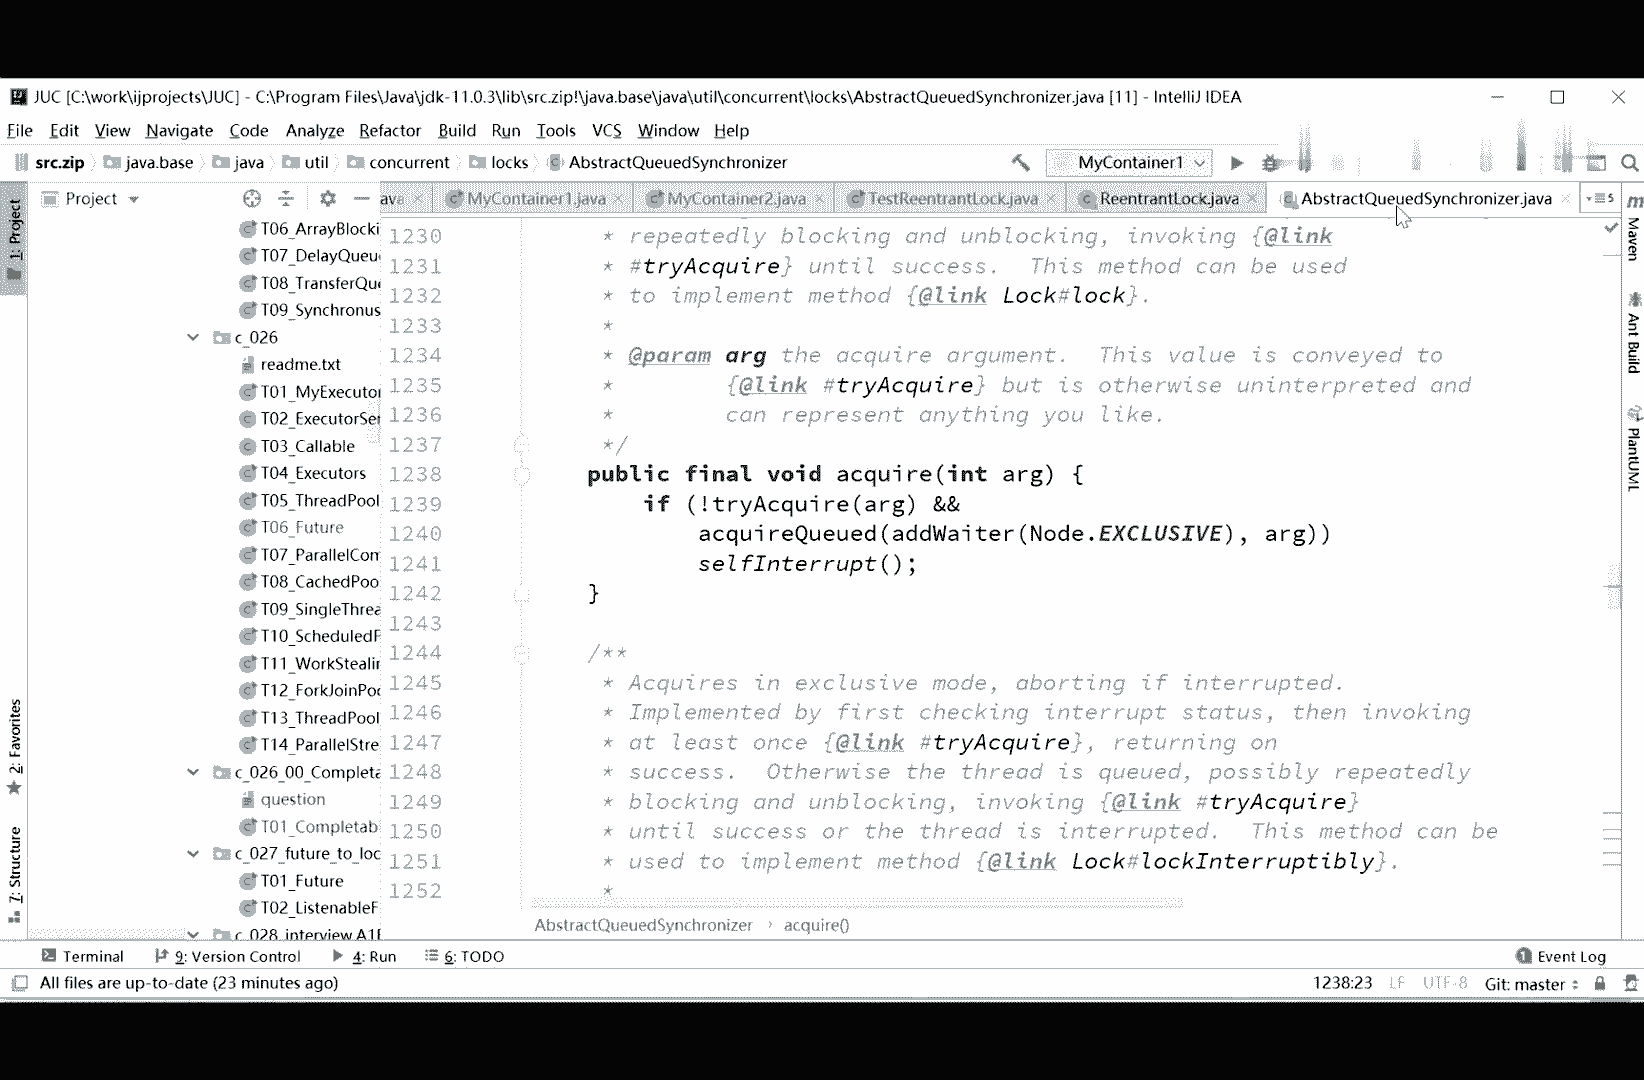 JUC [C:\work\ijprojects\JUC] - C:\Program Files\Java\jdk-11.0.3\lib\src.zip!\java.base\java\util\concurrent\locks\AbstractQueuedSynchronizer.java [11] - IntelliJ IDEA
File Edit View Navigate Code Analyze Refactor Build Run Tools VCS Window Help
src.zip java.base java util concurrent locks AbstractQueuedSynchronizer MyContainer1
Project ava MyContainer1.java MyContainer2.java TestReentrantLock.java ReentrantLock.java AbstractQueuedSynchronizer.java 5
1: Project
2: Favorites
7: Structure
T06_ArrayBlocki
T07_DelayQueu
T08_TransferQue
T09_Synchronus
c_026
readme.txt
T01_MyExecutor
T02_ExecutorSer
T03_Callable
T04_Executors
T05_ThreadPool
T06_Future
T07_ParallelCom
T08_CachedPoo
T09_SingleThrea
T10_ScheduledP
T11_WorkStealin
T12_ForkJoinPoo
T13_ThreadPool
T14_ParallelStre
c_026_00_Completa
question
T01_Completab
c_027_future_to_loc
T01_Future
T02_ListenableF
c_028_interview.A1B
1230 * repeatedly blocking and unblocking, invoking {@link
1231 * #tryAcquire} until success. This method can be used
1232 * to implement method {@link Lock#lock}.
1233 *
1234 * @param arg the acquire argument. This value is conveyed to
1235 * {@link #tryAcquire} but is otherwise uninterpreted and
1236 * can represent anything you like.
1237 */
1238 public final void acquire(int arg) {
1239 if (!tryAcquire(arg) &&
1240 acquireQueued(addWaiter(Node.EXCLUSIVE), arg))
1241 selfInterrupt();
1242 }
1243
1244 /**
1245 * Acquires in exclusive mode, aborting if interrupted.
1246 * Implemented by first checking interrupt status, then invoking
1247 * at least once {@link #tryAcquire}, returning on
1248 * success. Otherwise the thread is queued, possibly repeatedly
1249 * blocking and unblocking, invoking {@link #tryAcquire}
1250 * until success or the thread is interrupted. This method can be
1251 * used to implement method {@link Lock#lockInterruptibly}.
1252 *
AbstractQueuedSynchronizer › acquire()
Maven
Ant Build
PlantUML
Terminal 9: Version Control 4: Run 6: TODO 1 Event Log
All files are up-to-date (23 minutes ago) 1238:23 LF UTF-8 Git: master